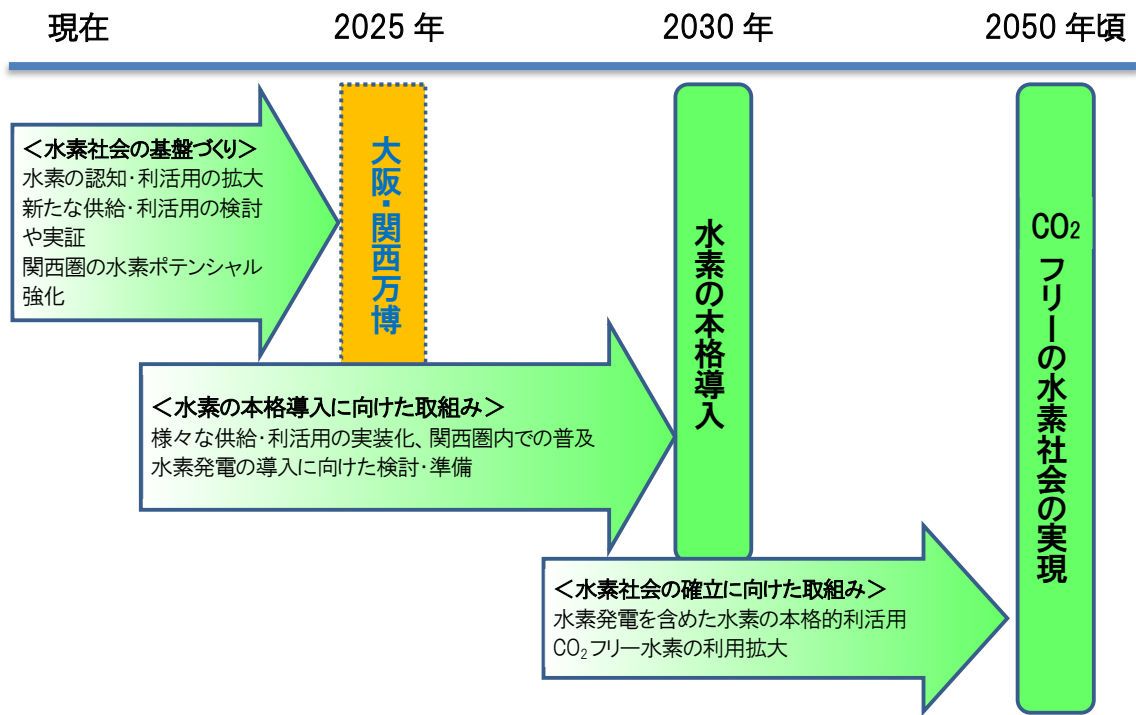 現在 2025 年 2030 年 2050 年頃
＜水素社会の基盤づくり＞
水素の認知・利活用の拡大
新たな供給・利活用の検討
や実証
関西圏の水素ポテンシャル
強化
大阪・関西万博
＜水素の本格導入に向けた取組み＞
様々な供給・利活用の実装化、関西圏内での普及
水素発電の導入に向けた検討・準備
水素の本格導入
＜水素社会の確立に向けた取組み＞
水素発電を含めた水素の本格的利活用
CO₂フリー水素の利用拡大
CO₂
フリーの水素社会の実現